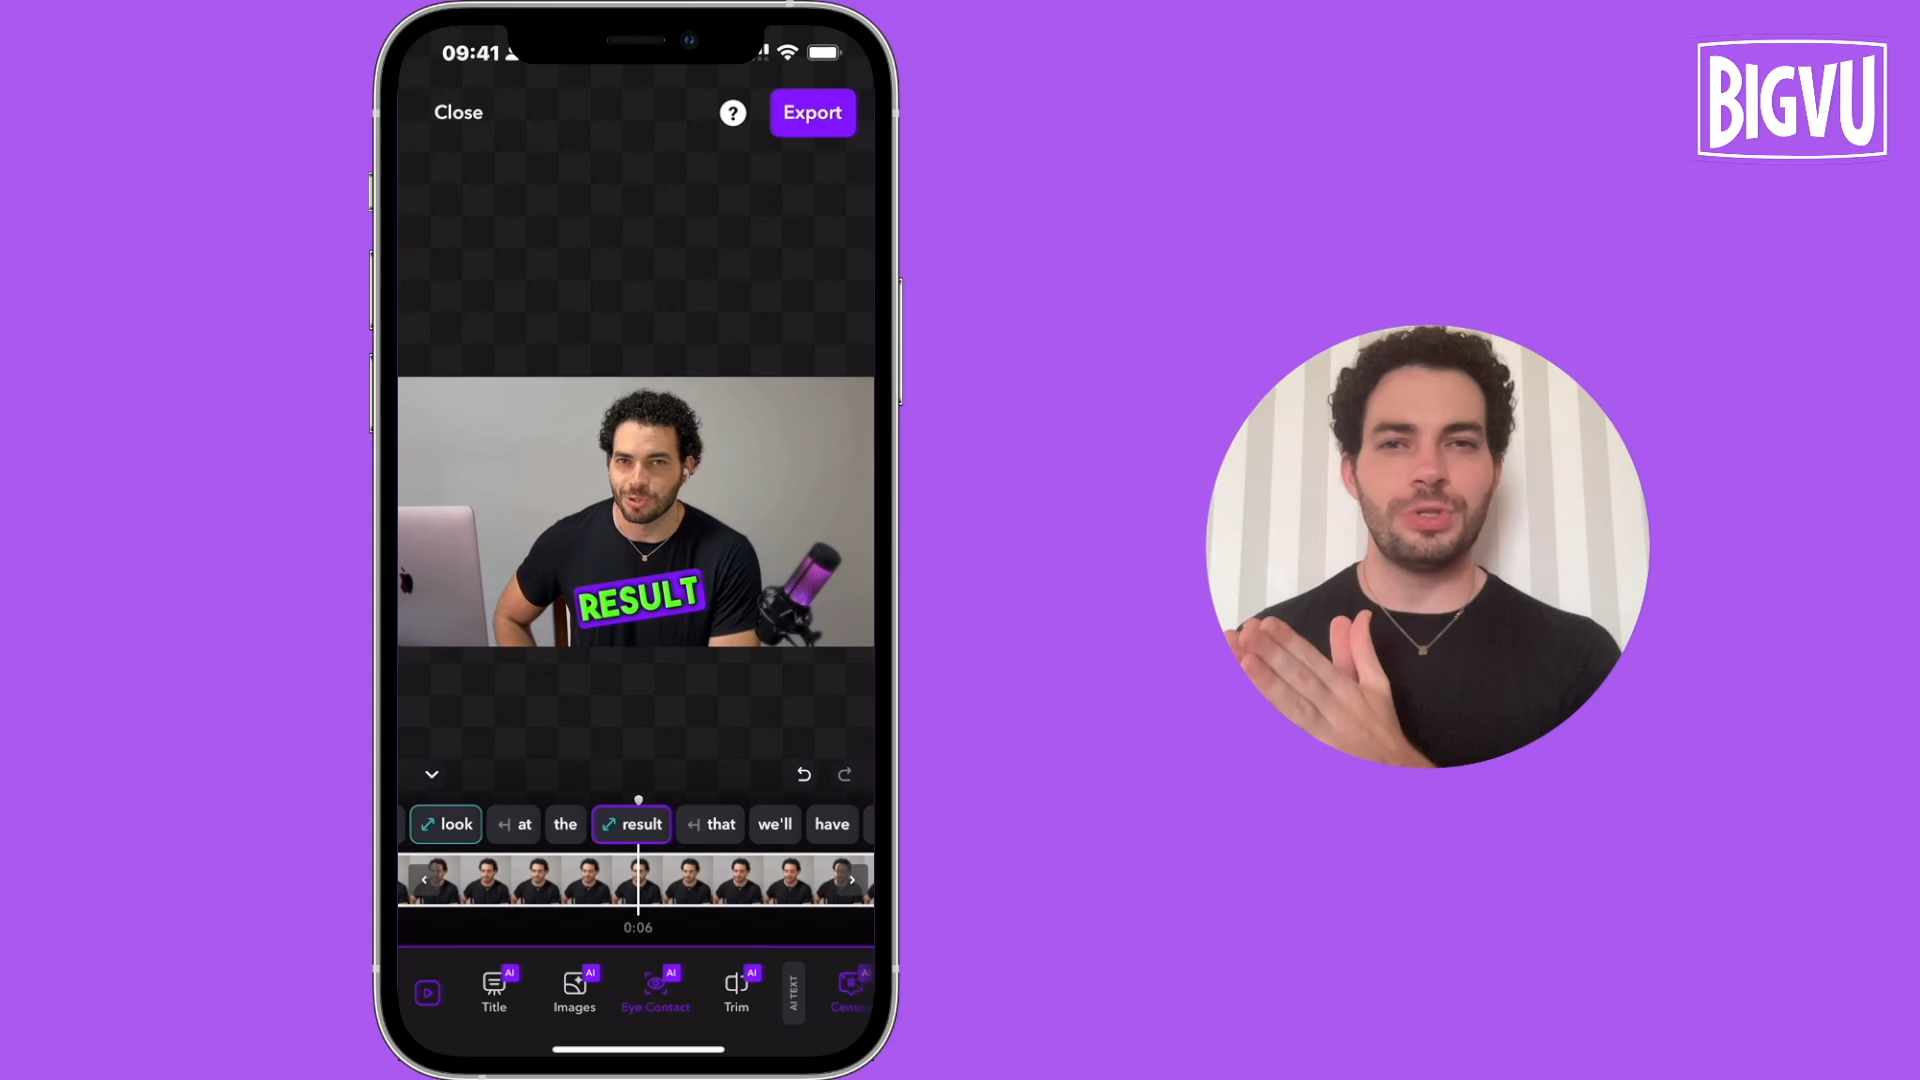 09:41
BIGVU
Close
?
Export
RESULT
look at the result that we'll have
0:06
AI AI AI AI AI
Title Images Eye Contact Trim AI TEXT